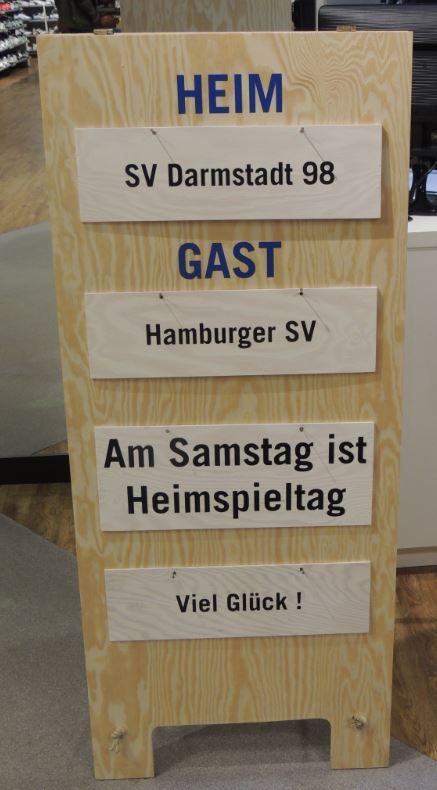 HEIM
SV Darmstadt 98
GAST
Hamburger SV
Am Samstag ist
Heimspieltag
Viel Glück !